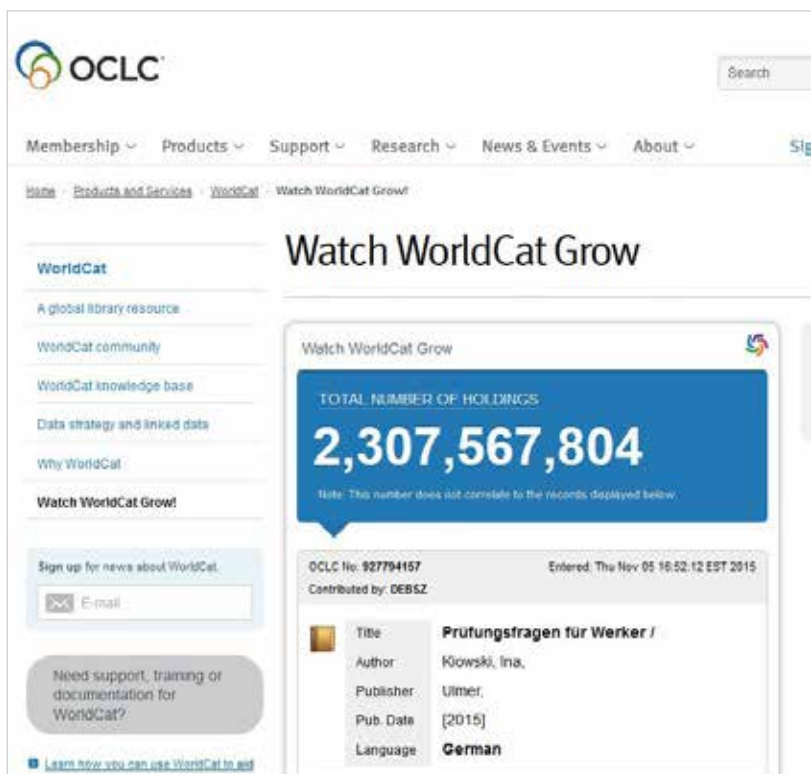 OCLC
Search
Membership Products Support Research News & Events About Sig
Home Products and Services WorldCat Watch WorldCat Grow!
Watch WorldCat Grow
WorldCat
A global library resource
WorldCat community
WorldCat knowledge base
Data strategy and linked data
Why WorldCat
Watch WorldCat Grow!
Sign up for news about WorldCat.
E-mail
Need support, training or
documentation for
WorldCat?
Learn how you can use WorldCat to aid
Watch WorldCat Grow
TOTAL NUMBER OF HOLDINGS
2,307,567,804
Note: This number does not correlate to the records displayed below.
OCLC No: 927794157 Entered: Thu Nov 05 16:52:12 EST 2015
Contributed by: DEBSZ
Title Prüfungsfragen für Werker /
Author Kiowski, Ina,
Publisher Ulmer,
Pub. Date [2015]
Language German